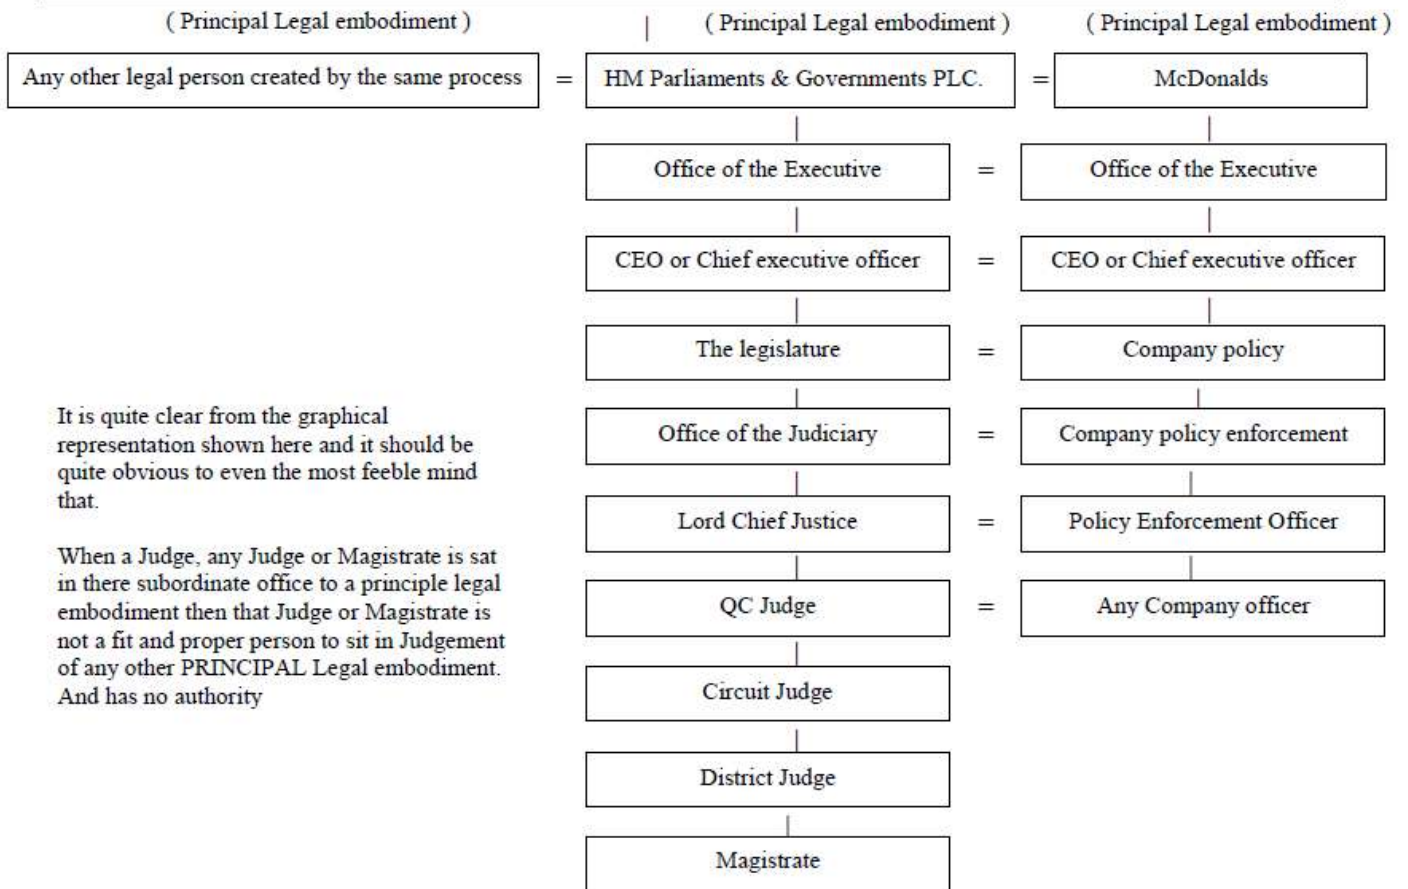 ( Principal Legal embodiment )
( Principal Legal embodiment )
( Principal Legal embodiment )
Any other legal person created by the same process
=
HM Parliaments & Governments PLC.
=
McDonalds
Office of the Executive
=
Office of the Executive
CEO or Chief executive officer
=
CEO or Chief executive officer
The legislature
=
Company policy
It is quite clear from the graphical
representation shown here and it should be
quite obvious to even the most feeble mind
that.
When a Judge, any Judge or Magistrate is sat
in there subordinate office to a principle legal
embodiment then that Judge or Magistrate is
not a fit and proper person to sit in Judgement
of any other PRINCIPAL Legal embodiment.
And has no authority
Office of the Judiciary
=
Company policy enforcement
Lord Chief Justice
=
Policy Enforcement Officer
QC Judge
=
Any Company officer
Circuit Judge
District Judge
Magistrate